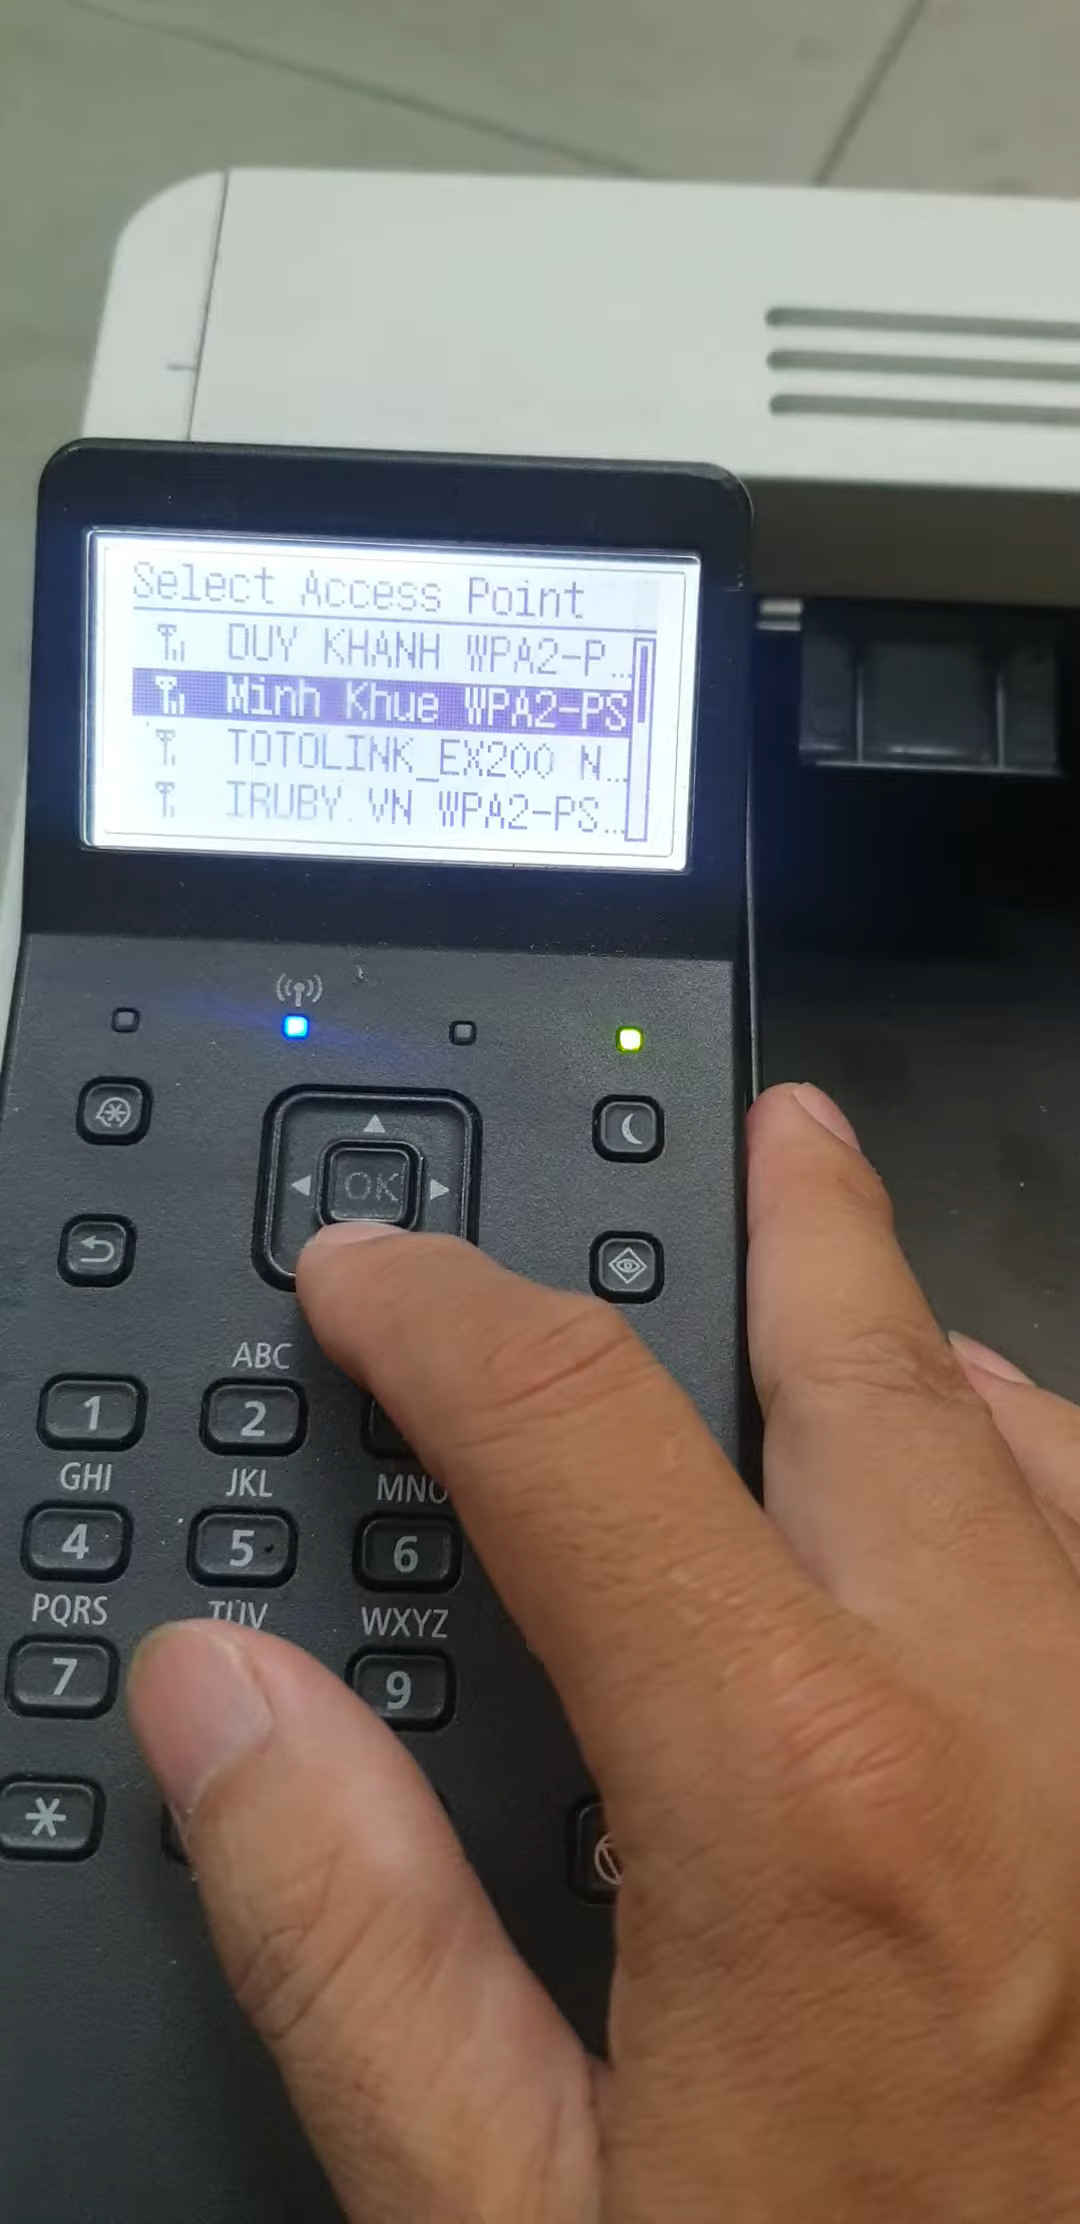 Select Access Point
DUY KHANH WPA2-P...
Minh Khue WPA2-PS
TOTOLINK_EX200 N...
IRUBY.VN WPA2-PS...
OK
ABC
1
2
GHI
JKL
MNO
4
5
6
PQRS
TUV
WXYZ
7
9
*